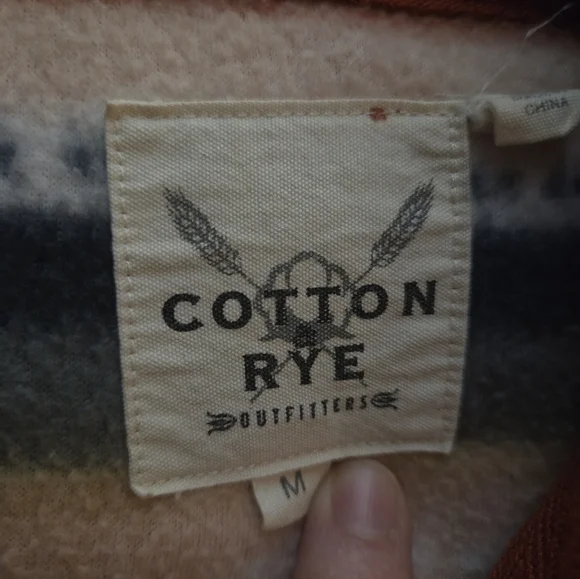 CHINA
COTTON
&
RYE
OUTFITTERS
M